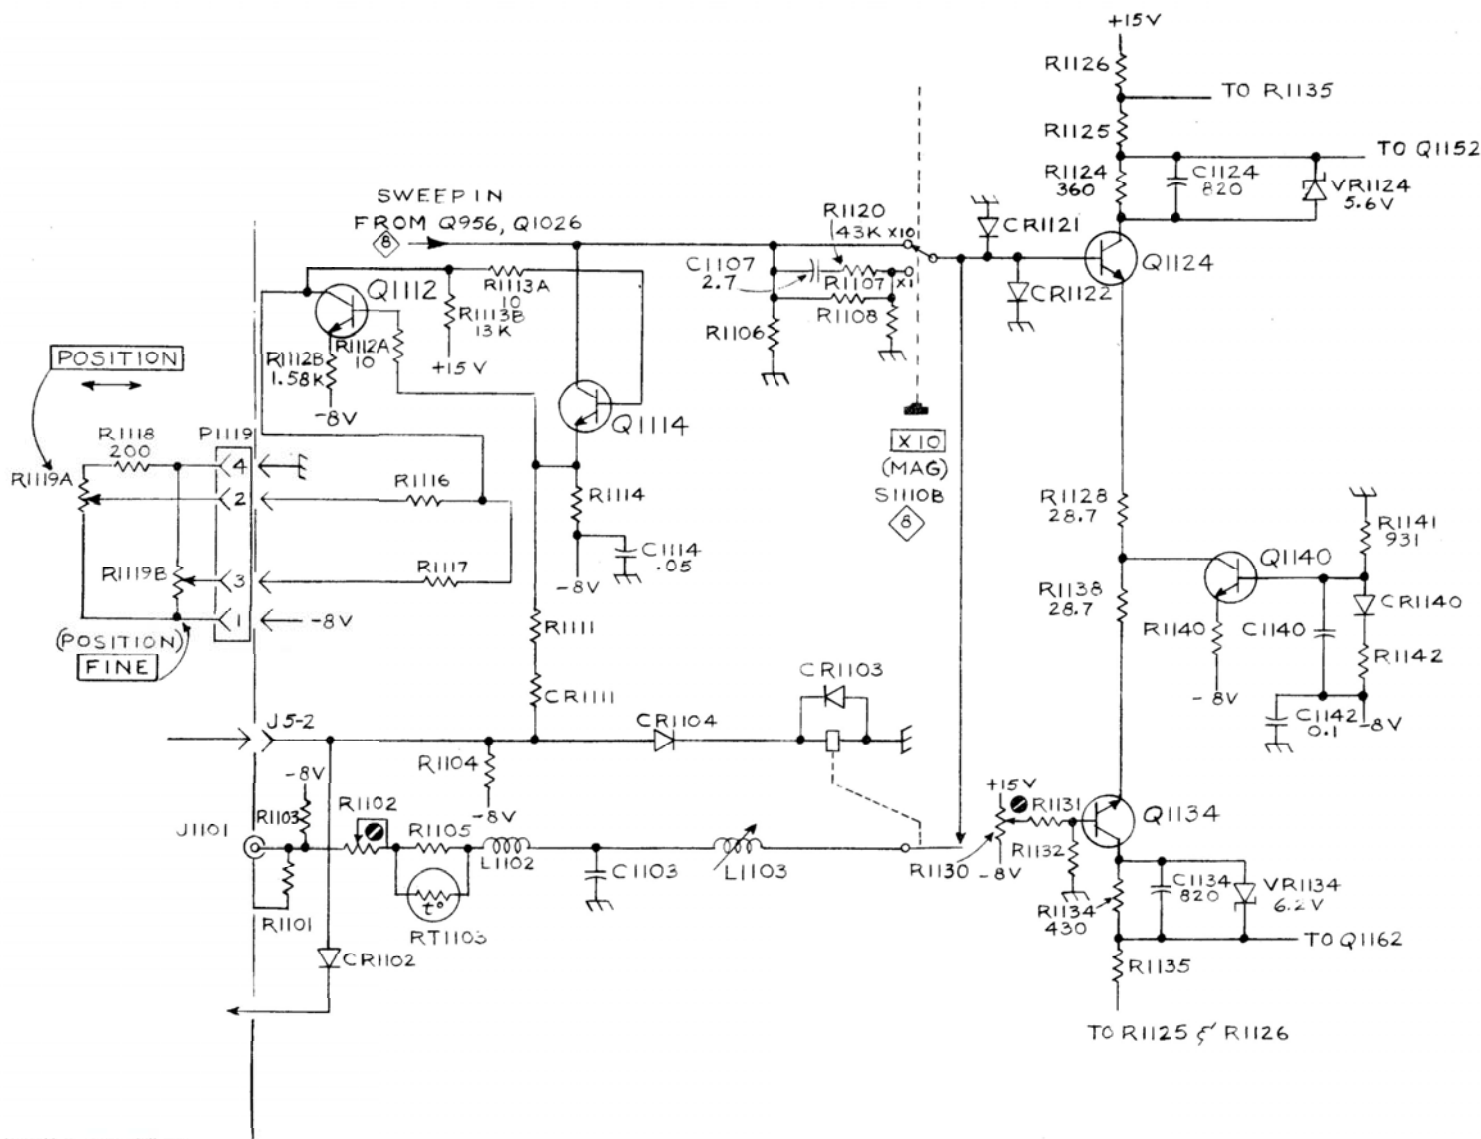 +15V
R1126
TO R1135
R1125
TO Q1152
R1124
360
C1124
820
VR1124
5.6V
SWEEP IN
FROM Q956, Q1026
8
R1120
43K
X10
CR1121
Q1124
C1107
2.7
R1107
X1
CR1122
Q1112
R1113A
10
R1113B
13K
R1108
R1106
R1112B
1.58K
R1112A
10
+15V
-8V
POSITION
Q1114
X10
(MAG)
S1110B
8
R1118
200
P1119
4
R1119A
2
R1116
R1114
R1128
28.7
R1141
931
C1114
.05
Q1140
R1119B
3
R1117
-8V
R1138
28.7
CR1140
1
-8V
(POSITION)
FINE
R1111
R1140
C1140
R1142
CR1103
CR1111
-8V
C1142
0.1
-8V
J5-2
CR1104
R1104
-8V
-8V
+15V
R1103
R1102
R1131
Q1134
J1101
R1105
L1102
C1103
L1103
R1130
-8V
R1132
C1134
820
VR1134
6.2V
R1101
t°
RT1103
R1134
430
TO Q1162
CR1102
R1135
TO R1125 & R1126